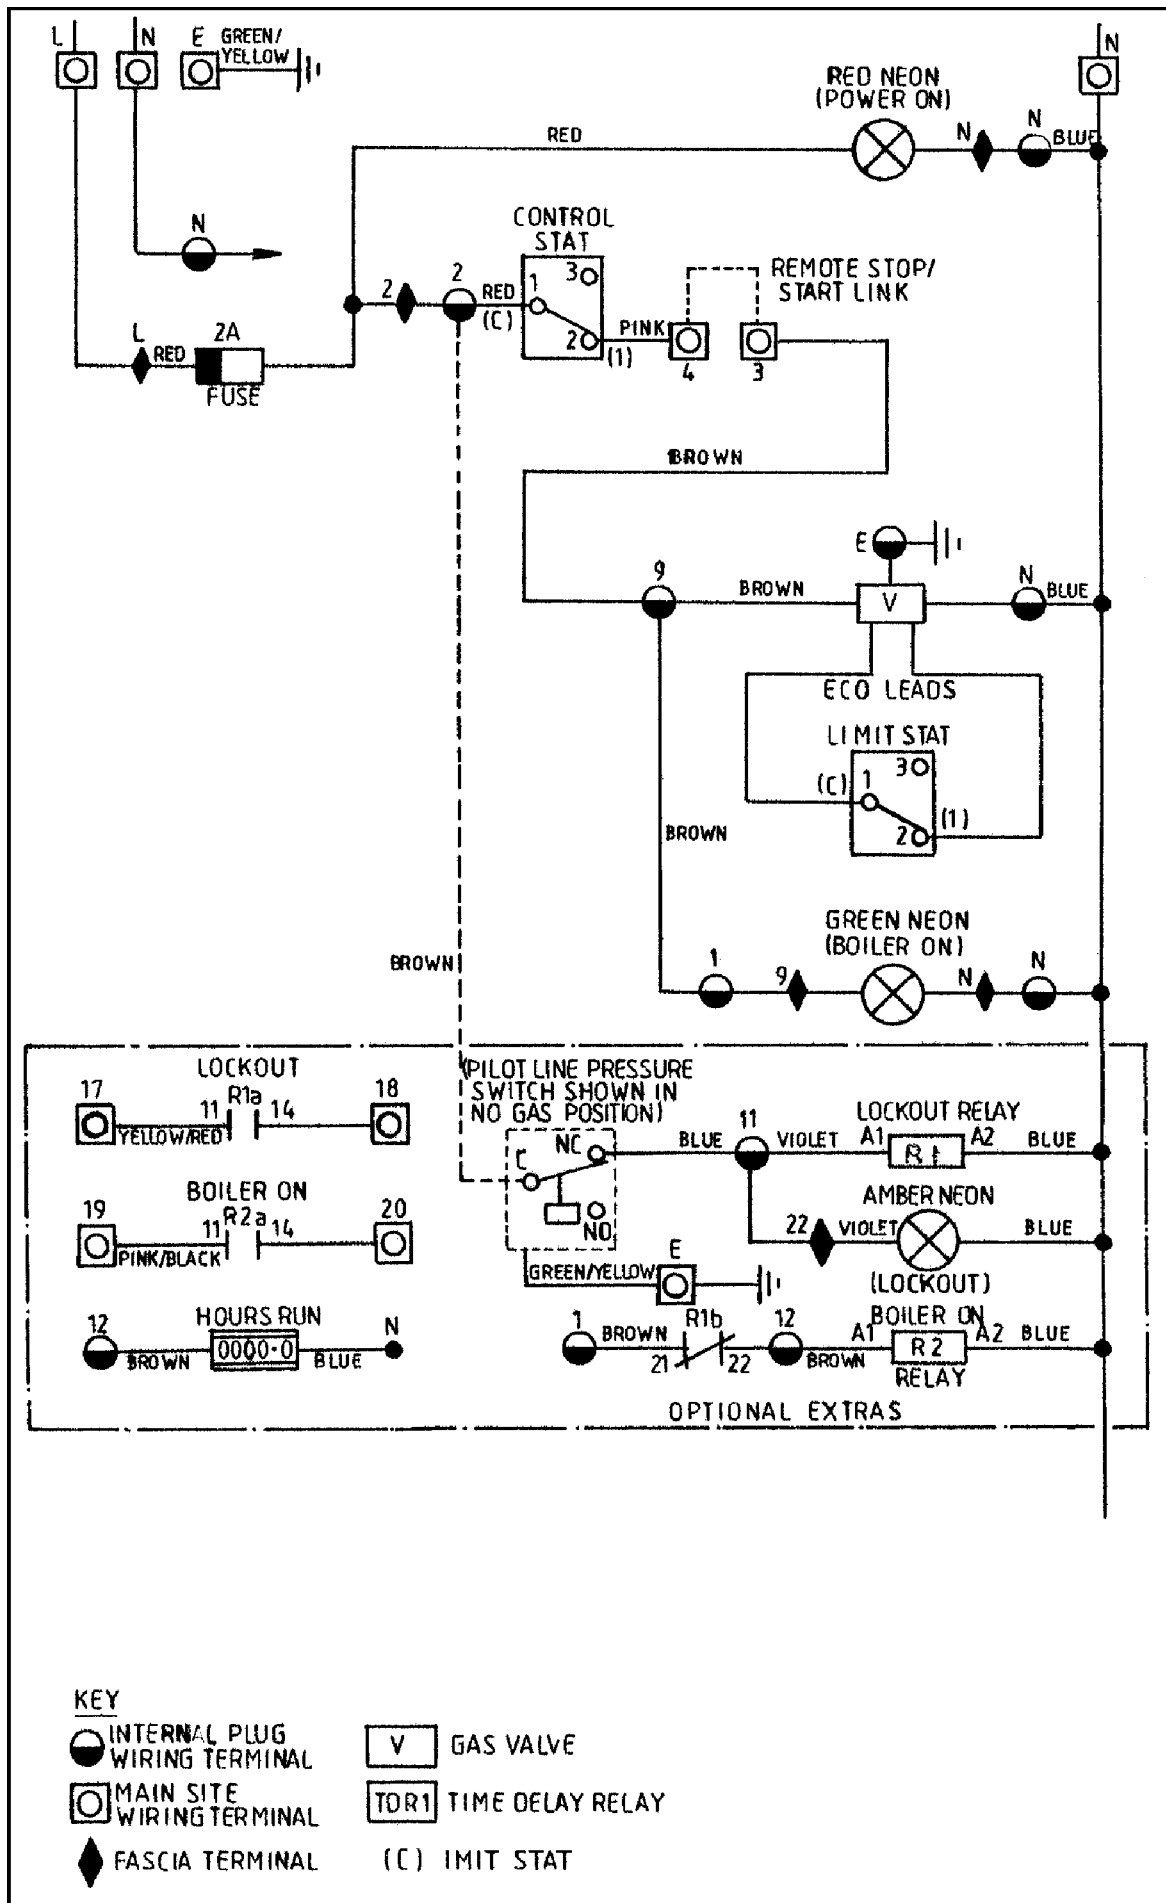 L
N
E
GREEN/
YELLOW
N
RED NEON
(POWER ON)
RED
N
N
BLUE
N
CONTROL
STAT
2
2
RED
(C)
1
3
2
PINK
(1)
4
3
REMOTE STOP/
START LINK
L
RED
2A
FUSE
BROWN
E
9
BROWN
V
N
BLUE
ECO LEADS
LIMIT STAT
(C)
1
3
2
(1)
BROWN
GREEN NEON
(BOILER ON)
BROWN
1
9
N
N
LOCKOUT
17
11
R1a
14
18
YELLOW/RED
(PILOT LINE PRESSURE
SWITCH SHOWN IN
NO GAS POSITION)
C
NC
NO
BLUE
11
VIOLET
LOCKOUT RELAY
A1
R1
A2
BLUE
BOILER ON
19
11
R2a
14
20
PINK/BLACK
AMBER NEON
22
VIOLET
BLUE
(LOCKOUT)
GREEN/YELLOW
E
HOURS RUN
12
0000·0
N
BROWN
BLUE
1
BROWN
R1b
21
22
12
BROWN
BOILER ON
A1
R2
A2
BLUE
RELAY
OPTIONAL EXTRAS
KEY
INTERNAL PLUG
WIRING TERMINAL
V
GAS VALVE
MAIN SITE
WIRING TERMINAL
TDR1
TIME DELAY RELAY
FASCIA TERMINAL
(C) IMIT STAT